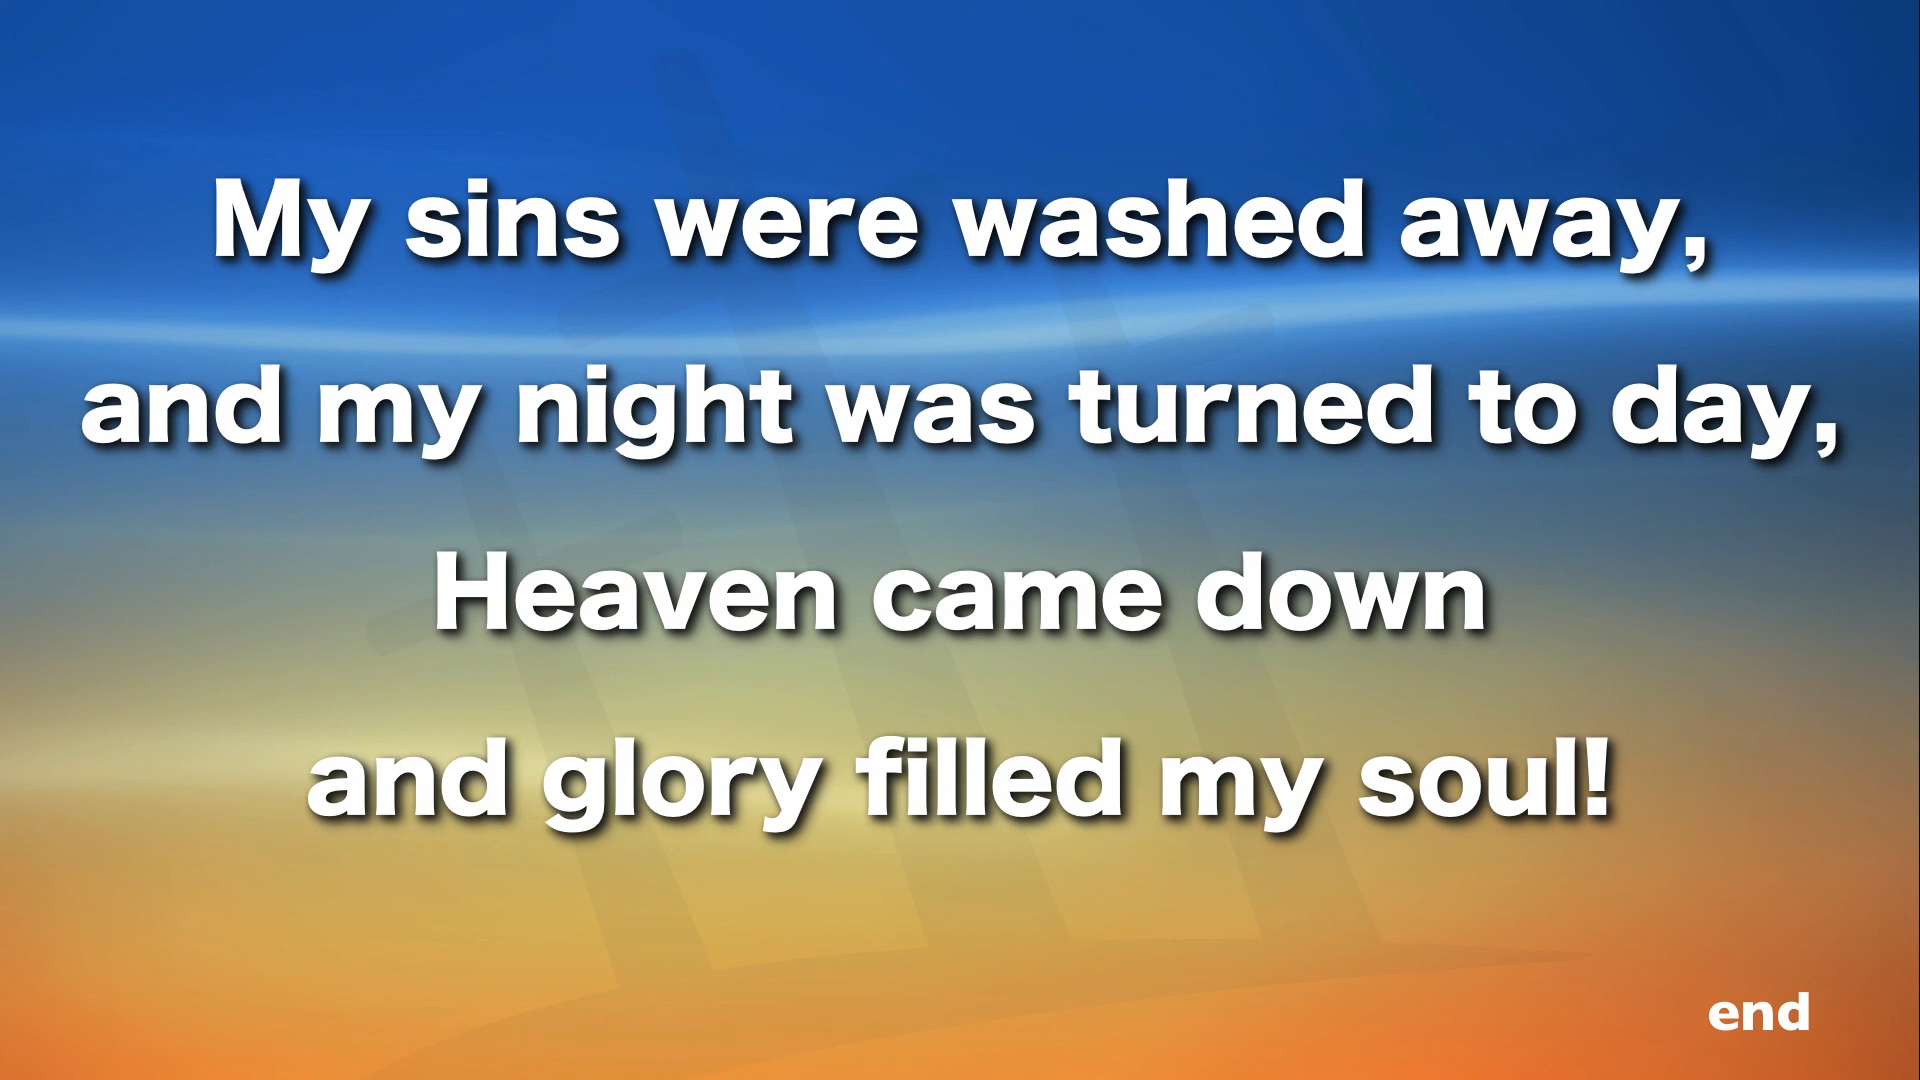 My sins were washed away,
and my night was turned to day,
Heaven came down
and glory filled my soul!
end